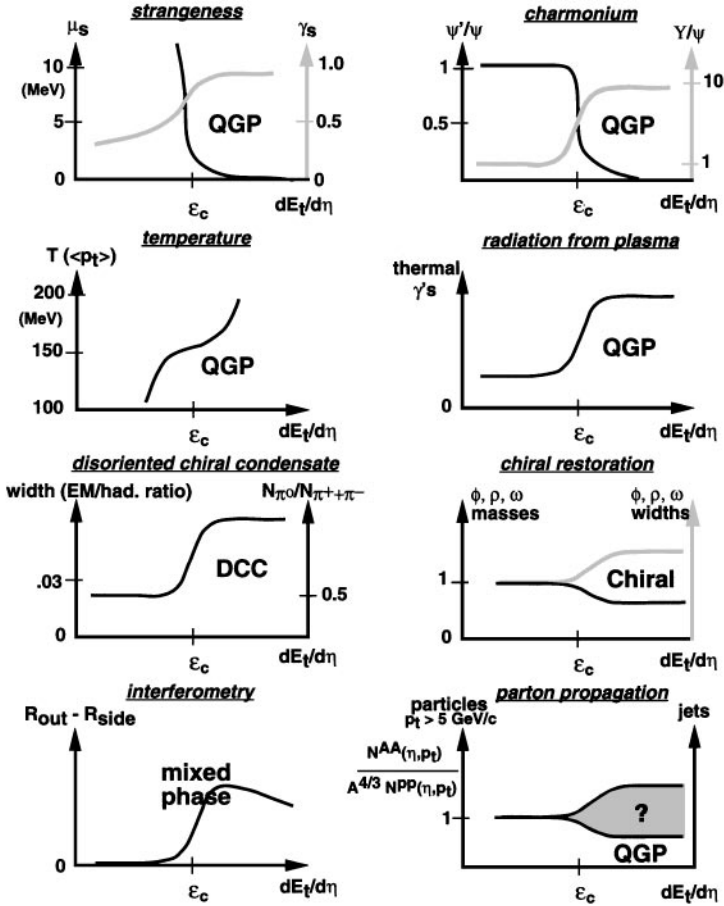 strangeness
μs
γs
10
1.0
(MeV)
QGP
5
0.5
0
0
εc
dEt/dη
charmonium
ψ'/ψ
Υ/ψ
1
10
0.5
QGP
1
εc
dEt/dη
temperature
T (<pt>)
200
(MeV)
150
QGP
100
εc
dEt/dη
radiation from plasma
thermal
γ's
QGP
0
εc
dEt/dη
disoriented chiral condensate
width (EM/had. ratio)
Nπ0/Nπ++π-
.03
DCC
0.5
0
εc
dEt/dη
chiral restoration
ϕ, ρ, ω
masses
ϕ, ρ, ω
widths
1
Chiral
0
εc
dEt/dη
interferometry
Rout - Rside
mixed
phase
0
εc
dEt/dη
parton propagation
particles
pt > 5 GeV/c
jets
NAA(η,pt)
A4/3 Npp(η,pt)
1
?
QGP
εc
dEt/dη